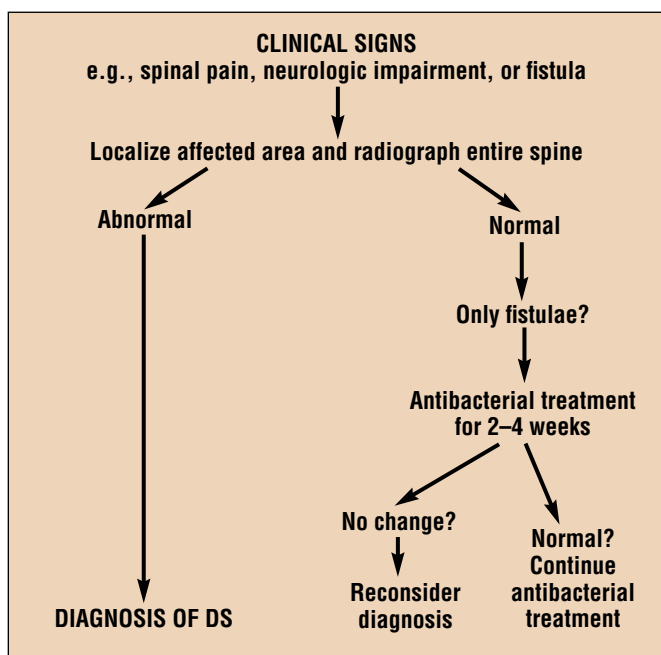 CLINICAL SIGNS
e.g., spinal pain, neurologic impairment, or fistula
Localize affected area and radiograph entire spine
Abnormal
Normal
Only fistulae?
Antibacterial treatment
for 2–4 weeks
No change?
Normal?
Continue
antibacterial
treatment
Reconsider
diagnosis
DIAGNOSIS OF DS